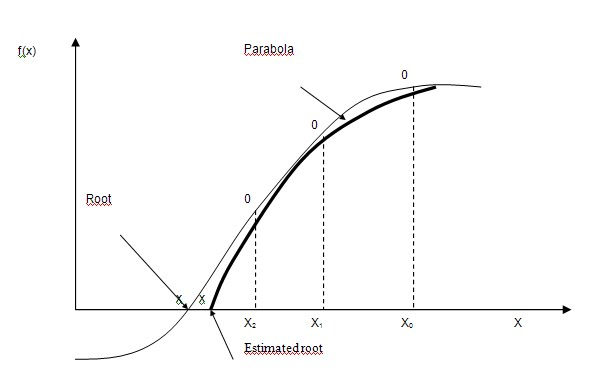 f(x)
Parabola
0
0
0
Root
X X
X2 X1 X0 X
Estimated root